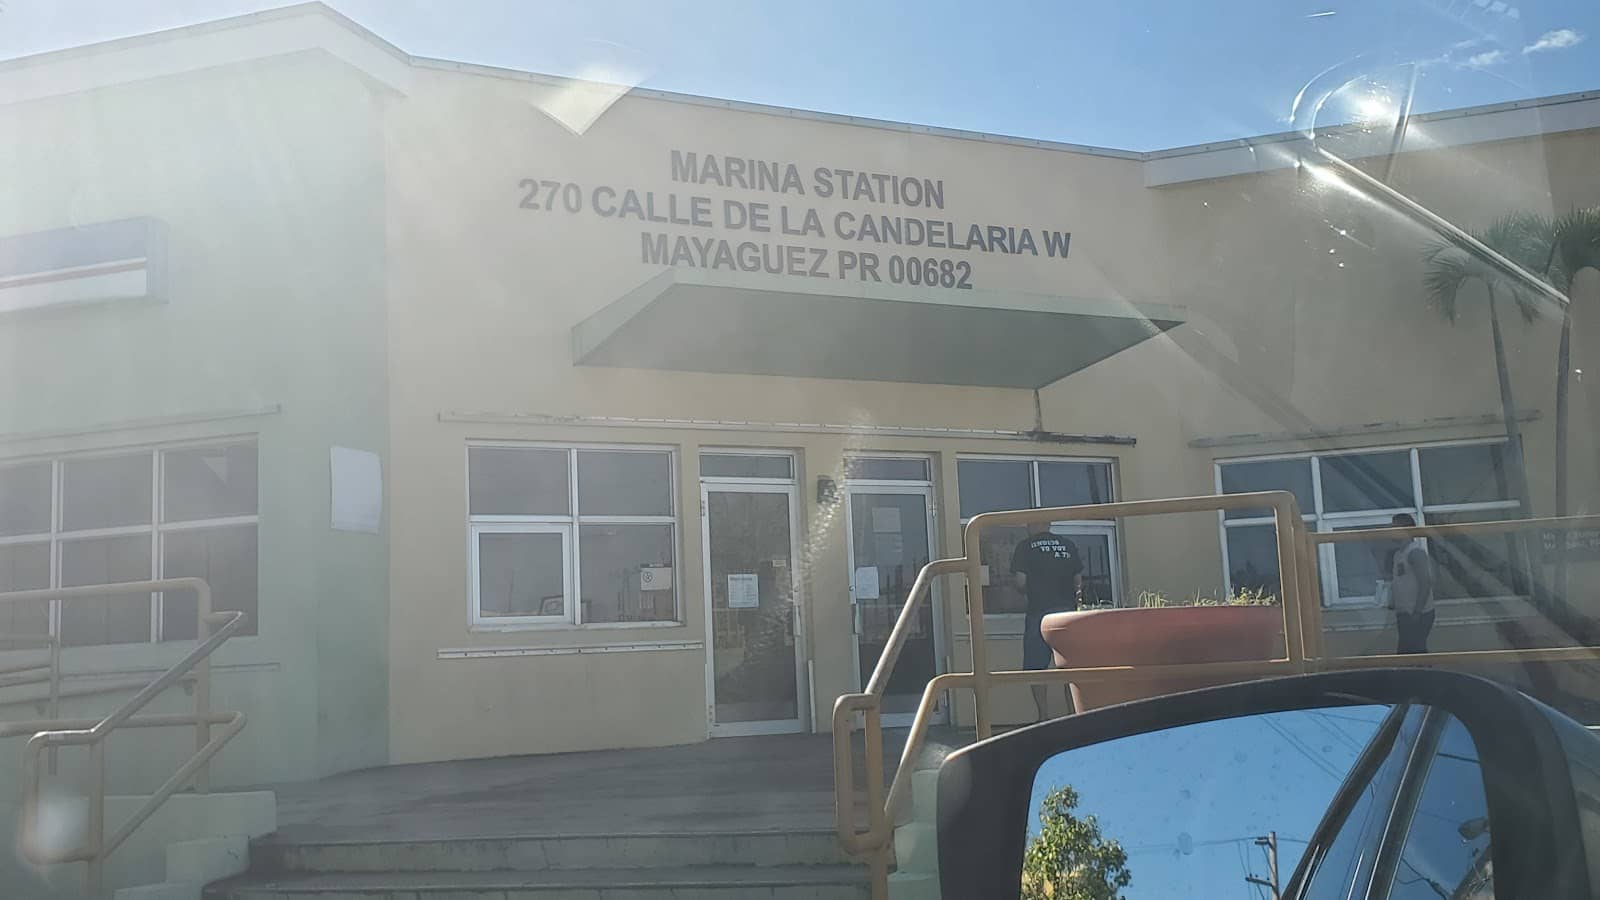 MARINA STATION
270 CALLE DE LA CANDELARIA W
MAYAGUEZ PR 00682